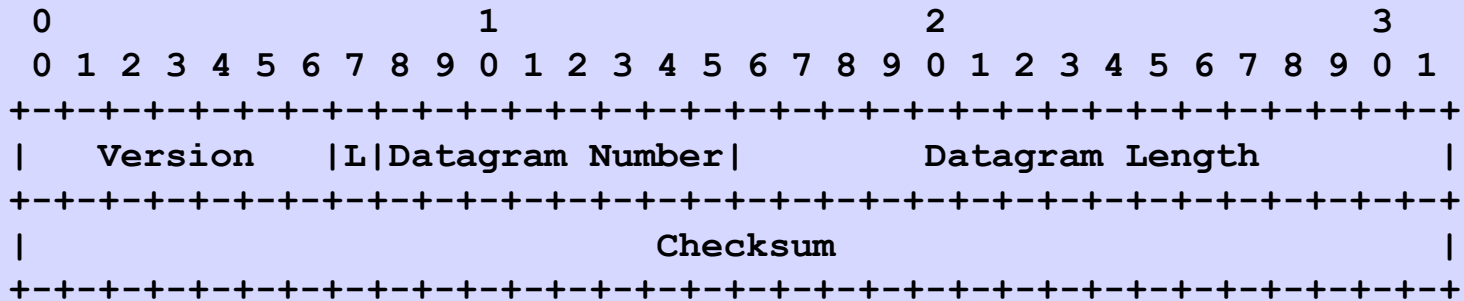 0                   1                   2                   3
 0 1 2 3 4 5 6 7 8 9 0 1 2 3 4 5 6 7 8 9 0 1 2 3 4 5 6 7 8 9 0 1
+-+-+-+-+-+-+-+-+-+-+-+-+-+-+-+-+-+-+-+-+-+-+-+-+-+-+-+-+-+-+-+-+
|   Version   |L|Datagram Number|        Datagram Length        |
+-+-+-+-+-+-+-+-+-+-+-+-+-+-+-+-+-+-+-+-+-+-+-+-+-+-+-+-+-+-+-+-+
|                            Checksum                           |
+-+-+-+-+-+-+-+-+-+-+-+-+-+-+-+-+-+-+-+-+-+-+-+-+-+-+-+-+-+-+-+-+